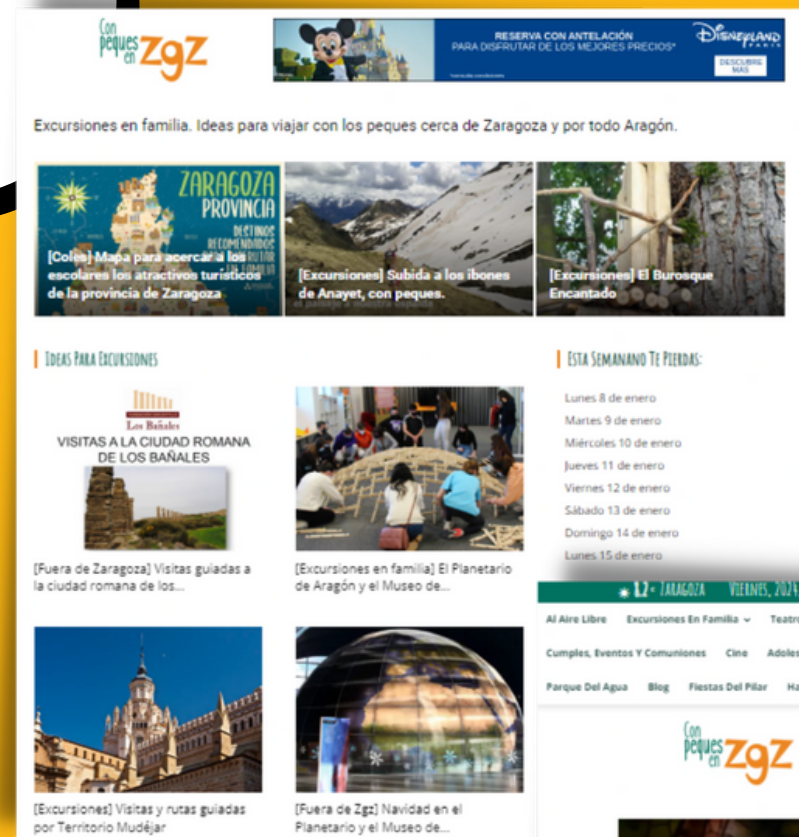 Con
peques
en ZGZ
RESERVA CON ANTELACIÓN
PARA DISFRUTAR DE LOS MEJORES PRECIOS*
DISNEYLAND
PARIS
DESCUBRE
MÁS
Excursiones en familia. Ideas para viajar con los peques cerca de Zaragoza y por todo Aragón.
ZARAGOZA
PROVINCIA
DESTINOS
RECOMENDADOS
[Coles] Mapa para acercar a los
escolares los atractivos turísticos
de la provincia de Zaragoza
[Excursiones] Subida a los ibones
de Anayet, con peques.
[Excursiones] El Burosque
Encantado
IDEAS PARA EXCURSIONES
Los Bañales
VISITAS A LA CIUDAD ROMANA
DE LOS BAÑALES
[Fuera de Zaragoza] Visitas guiadas a
la ciudad romana de los...
[Excursiones en familia] El Planetario
de Aragón y el Museo de...
[Excursiones] Visitas y rutas guiadas
por Territorio Mudéjar
[Fuera de Zgz] Navidad en el
Planetario y el Museo de...
ESTA SEMANANO TE PIERDAS:
Lunes 8 de enero
Martes 9 de enero
Miércoles 10 de enero
Jueves 11 de enero
Viernes 12 de enero
Sábado 13 de enero
Domingo 14 de enero
Lunes 15 de enero
ZARAGOZA VIERNES, 2024
Al Aire Libre Excursiones En Familia Teatro
Cumples, Eventos Y Comuniones Cine
Parque Del Agua Blog Fiestas Del Pilar
Con
peques
en ZGZ